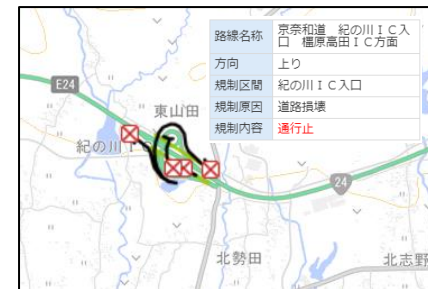 路線名称 京奈和道 紀の川ＩＣ入
口 橿原高田ＩＣ方面
方向 上り
規制区間 紀の川ＩＣ入口
規制原因 道路損壊
規制内容 通行止
E24
東山田
紀の川Ｉ
24
北勢田
北志野